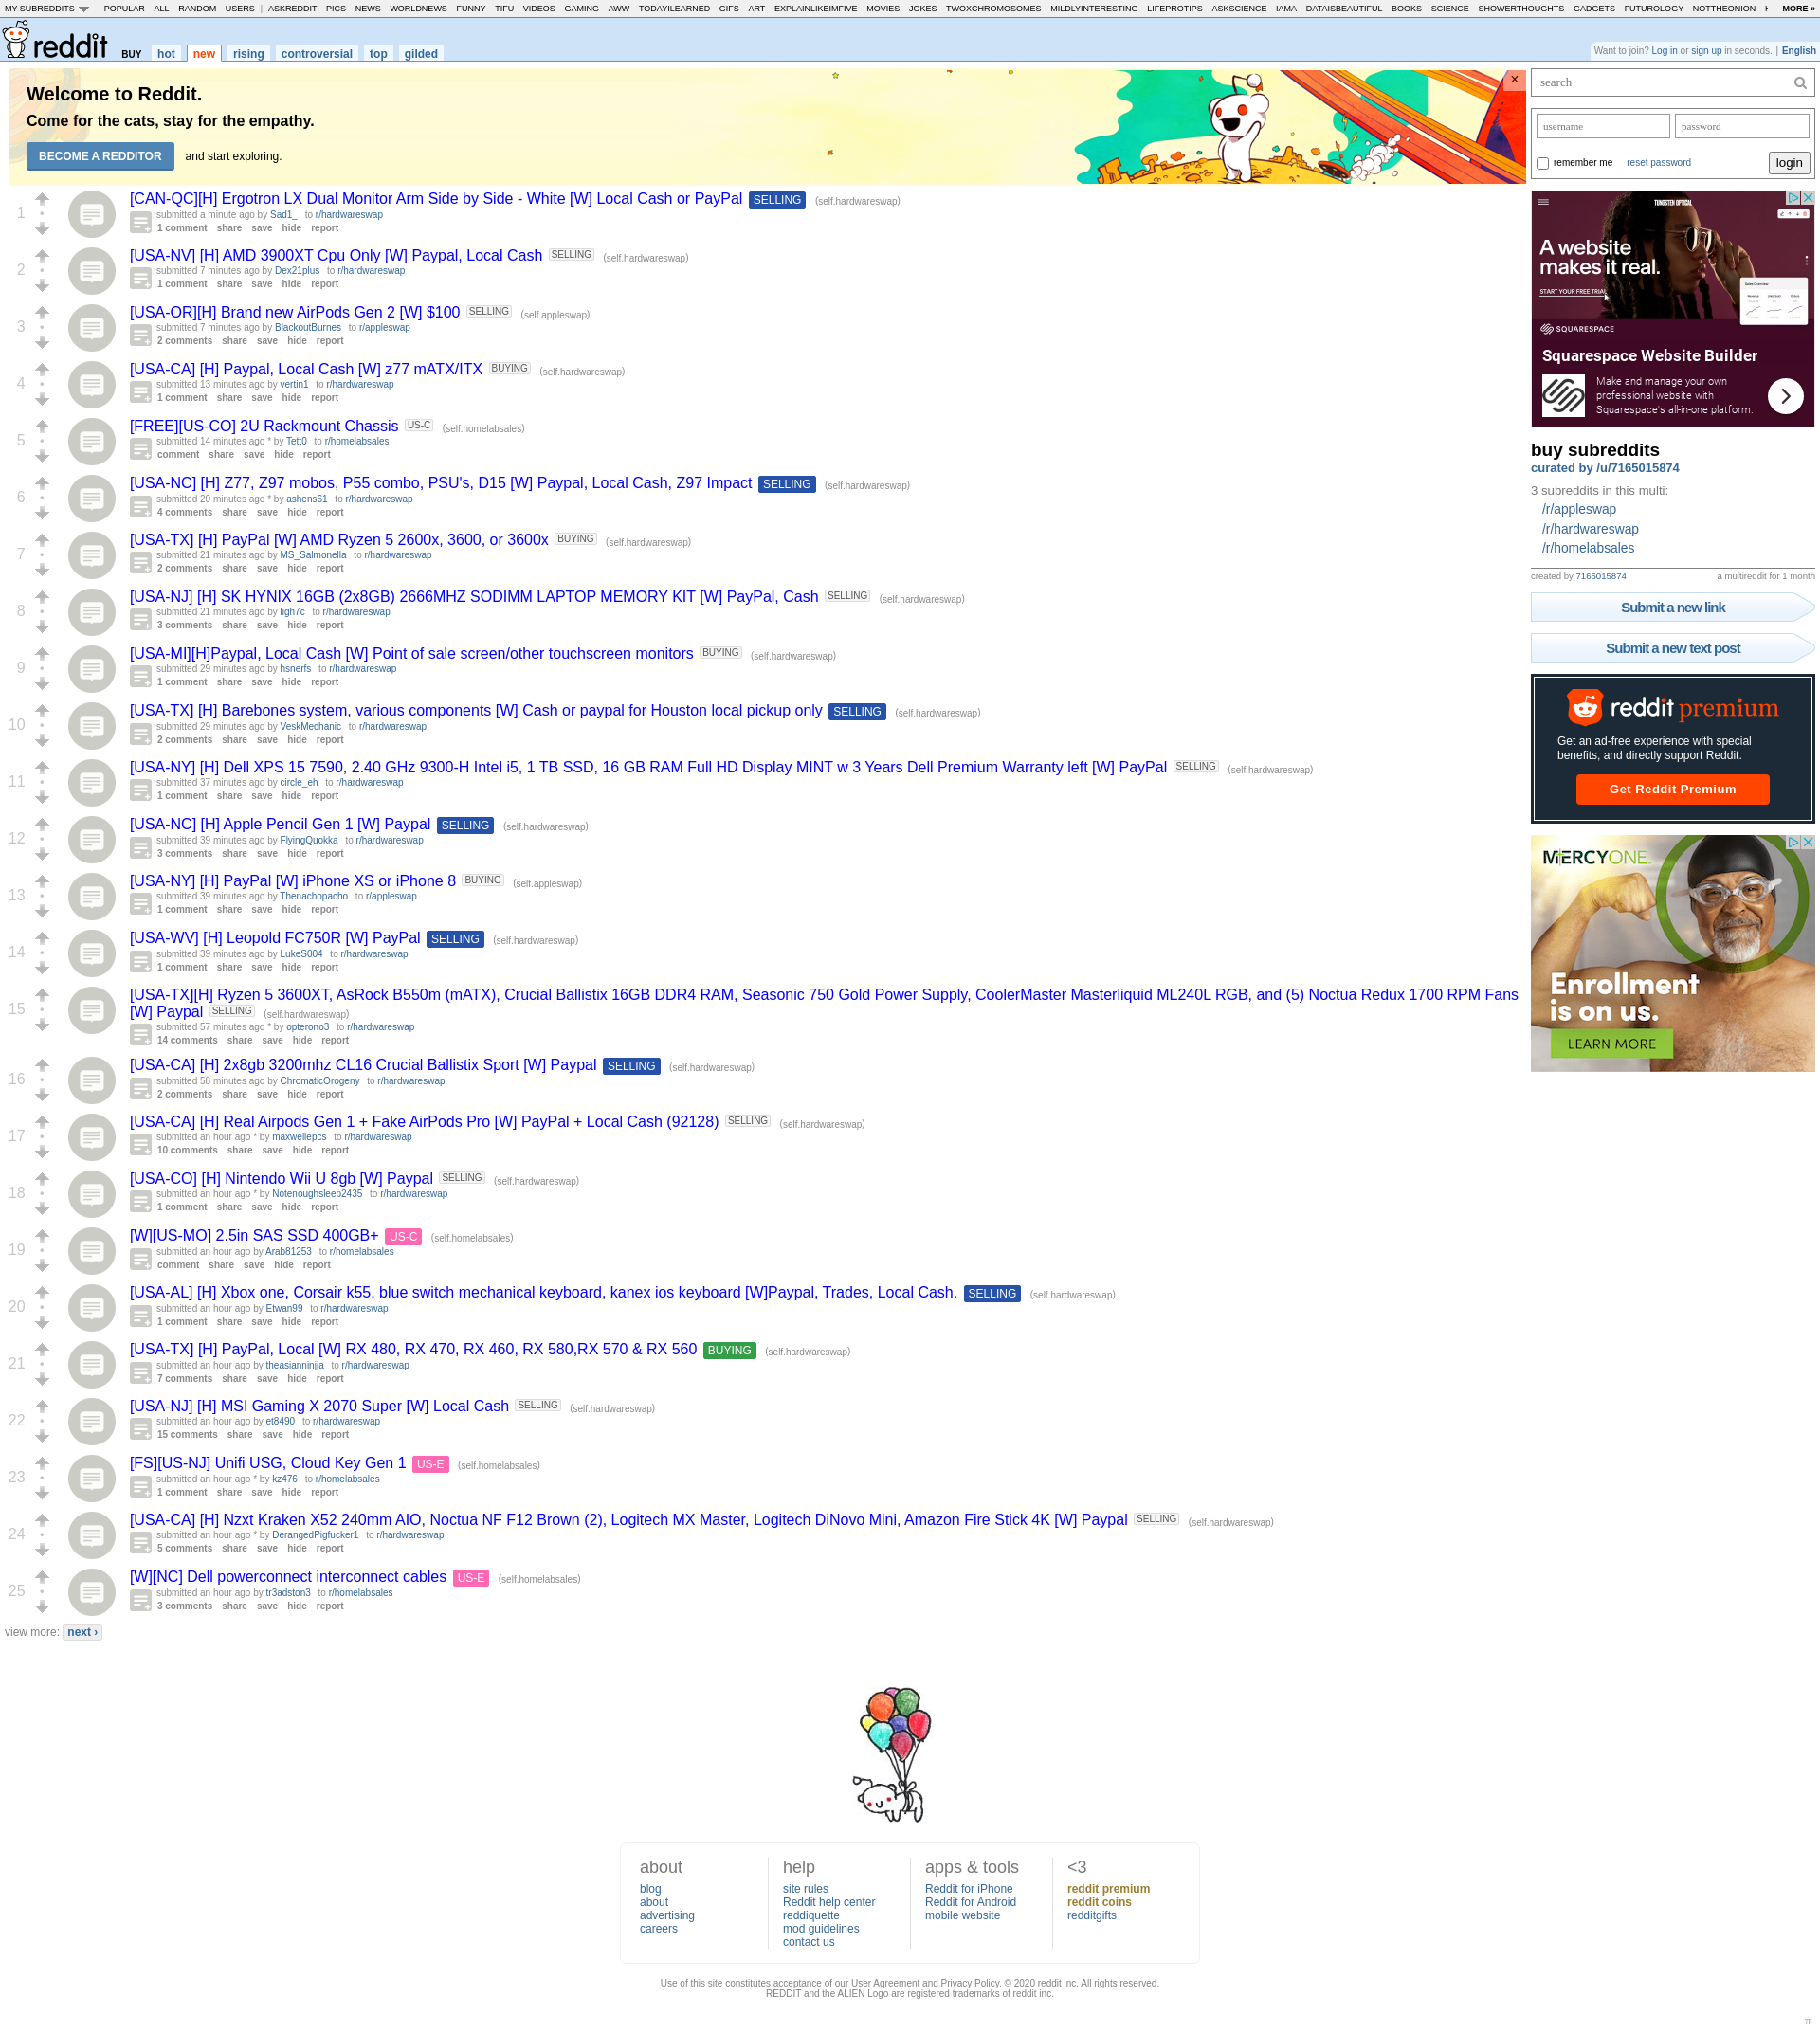 MY SUBREDDITS POPULAR - ALL - RANDOM - USERS | ASKREDDIT - PICS - NEWS - WORLDNEWS - FUNNY - TIFU - VIDEOS - GAMING - AWW - TODAYILEARNED - GIFS - ART - EXPLAINLIKEIMFIVE - MOVIES - JOKES - TWOXCHROMOSOMES - MILDLYINTERESTING - LIFEPROTIPS - ASKSCIENCE - IAMA - DATAISBEAUTIFUL - BOOKS - SCIENCE - SHOWERTHOUGHTS - GADGETS - FUTUROLOGY - NOTTHEONION - MORE »
reddit BUY hot new rising controversial top gilded
Want to join? Log in or sign up in seconds. | English
Welcome to Reddit.
Come for the cats, stay for the empathy.
BECOME A REDDITOR and start exploring.
×
1
[CAN-QC][H] Ergotron LX Dual Monitor Arm Side by Side - White [W] Local Cash or PayPal SELLING (self.hardwareswap)
submitted a minute ago by Sad1_ to r/hardwareswap
1 comment share save hide report
2
[USA-NV] [H] AMD 3900XT Cpu Only [W] Paypal, Local Cash SELLING (self.hardwareswap)
submitted 7 minutes ago by Dex21plus to r/hardwareswap
1 comment share save hide report
3
[USA-OR][H] Brand new AirPods Gen 2 [W] $100 SELLING (self.appleswap)
submitted 7 minutes ago by BlackoutBurnes to r/appleswap
2 comments share save hide report
4
[USA-CA] [H] Paypal, Local Cash [W] z77 mATX/ITX BUYING (self.hardwareswap)
submitted 13 minutes ago by vertin1 to r/hardwareswap
1 comment share save hide report
5
[FREE][US-CO] 2U Rackmount Chassis US-C (self.homelabsales)
submitted 14 minutes ago * by Tett0 to r/homelabsales
comment share save hide report
6
[USA-NC] [H] Z77, Z97 mobos, P55 combo, PSU's, D15 [W] Paypal, Local Cash, Z97 Impact SELLING (self.hardwareswap)
submitted 20 minutes ago * by ashens61 to r/hardwareswap
4 comments share save hide report
7
[USA-TX] [H] PayPal [W] AMD Ryzen 5 2600x, 3600, or 3600x BUYING (self.hardwareswap)
submitted 21 minutes ago by MS_Salmonella to r/hardwareswap
2 comments share save hide report
8
[USA-NJ] [H] SK HYNIX 16GB (2x8GB) 2666MHZ SODIMM LAPTOP MEMORY KIT [W] PayPal, Cash SELLING (self.hardwareswap)
submitted 21 minutes ago by ligh7c to r/hardwareswap
3 comments share save hide report
9
[USA-MI][H]Paypal, Local Cash [W] Point of sale screen/other touchscreen monitors BUYING (self.hardwareswap)
submitted 29 minutes ago by hsnerfs to r/hardwareswap
1 comment share save hide report
10
[USA-TX] [H] Barebones system, various components [W] Cash or paypal for Houston local pickup only SELLING (self.hardwareswap)
submitted 29 minutes ago by VeskMechanic to r/hardwareswap
2 comments share save hide report
11
[USA-NY] [H] Dell XPS 15 7590, 2.40 GHz 9300-H Intel i5, 1 TB SSD, 16 GB RAM Full HD Display MINT w 3 Years Dell Premium Warranty left [W] PayPal SELLING (self.hardwareswap)
submitted 37 minutes ago by circle_eh to r/hardwareswap
1 comment share save hide report
12
[USA-NC] [H] Apple Pencil Gen 1 [W] Paypal SELLING (self.hardwareswap)
submitted 39 minutes ago by FlyingQuokka to r/hardwareswap
3 comments share save hide report
13
[USA-NY] [H] PayPal [W] iPhone XS or iPhone 8 BUYING (self.appleswap)
submitted 39 minutes ago by Thenachopacho to r/appleswap
1 comment share save hide report
14
[USA-WV] [H] Leopold FC750R [W] PayPal SELLING (self.hardwareswap)
submitted 39 minutes ago by LukeS004 to r/hardwareswap
1 comment share save hide report
15
[USA-TX][H] Ryzen 5 3600XT, AsRock B550m (mATX), Crucial Ballistix 16GB DDR4 RAM, Seasonic 750 Gold Power Supply, CoolerMaster Masterliquid ML240L RGB, and (5) Noctua Redux 1700 RPM Fans
[W] Paypal SELLING (self.hardwareswap)
submitted 57 minutes ago * by opterono3 to r/hardwareswap
14 comments share save hide report
16
[USA-CA] [H] 2x8gb 3200mhz CL16 Crucial Ballistix Sport [W] Paypal SELLING (self.hardwareswap)
submitted 58 minutes ago by ChromaticOrogeny to r/hardwareswap
2 comments share save hide report
17
[USA-CA] [H] Real Airpods Gen 1 + Fake AirPods Pro [W] PayPal + Local Cash (92128) SELLING (self.hardwareswap)
submitted an hour ago * by maxwellepcs to r/hardwareswap
10 comments share save hide report
18
[USA-CO] [H] Nintendo Wii U 8gb [W] Paypal SELLING (self.hardwareswap)
submitted an hour ago * by Notenoughsleep2435 to r/hardwareswap
1 comment share save hide report
19
[W][US-MO] 2.5in SAS SSD 400GB+ US-C (self.homelabsales)
submitted an hour ago by Arab81253 to r/homelabsales
comment share save hide report
20
[USA-AL] [H] Xbox one, Corsair k55, blue switch mechanical keyboard, kanex ios keyboard [W]Paypal, Trades, Local Cash. SELLING (self.hardwareswap)
submitted an hour ago by Etwan99 to r/hardwareswap
1 comment share save hide report
21
[USA-TX] [H] PayPal, Local [W] RX 480, RX 470, RX 460, RX 580,RX 570 & RX 560 BUYING (self.hardwareswap)
submitted an hour ago by theasianninjja to r/hardwareswap
7 comments share save hide report
22
[USA-NJ] [H] MSI Gaming X 2070 Super [W] Local Cash SELLING (self.hardwareswap)
submitted an hour ago by et8490 to r/hardwareswap
15 comments share save hide report
23
[FS][US-NJ] Unifi USG, Cloud Key Gen 1 US-E (self.homelabsales)
submitted an hour ago * by kz476 to r/homelabsales
1 comment share save hide report
24
[USA-CA] [H] Nzxt Kraken X52 240mm AIO, Noctua NF F12 Brown (2), Logitech MX Master, Logitech DiNovo Mini, Amazon Fire Stick 4K [W] Paypal SELLING (self.hardwareswap)
submitted an hour ago * by DerangedPigfucker1 to r/hardwareswap
5 comments share save hide report
25
[W][NC] Dell powerconnect interconnect cables US-E (self.homelabsales)
submitted an hour ago by tr3adston3 to r/homelabsales
3 comments share save hide report
view more: next ›
search
username password
remember me reset password login
TUNGSTEN OPTICAL
A website
makes it real.
START YOUR FREE TRIAL
SQUARESPACE
Squarespace Website Builder
Make and manage your own
professional website with
Squarespace's all-in-one platform.
buy subreddits
curated by /u/7165015874
3 subreddits in this multi:
/r/appleswap
/r/hardwareswap
/r/homelabsales
created by 7165015874 a multireddit for 1 month
Submit a new link
Submit a new text post
reddit premium
Get an ad-free experience with special
benefits, and directly support Reddit.
Get Reddit Premium
MERCYONE
Enrollment
is on us.
LEARN MORE
about
blog
about
advertising
careers
help
site rules
Reddit help center
reddiquette
mod guidelines
contact us
apps & tools
Reddit for iPhone
Reddit for Android
mobile website
<3
reddit premium
reddit coins
redditgifts
Use of this site constitutes acceptance of our User Agreement and Privacy Policy. © 2020 reddit inc. All rights reserved.
REDDIT and the ALIEN Logo are registered trademarks of reddit inc.
π